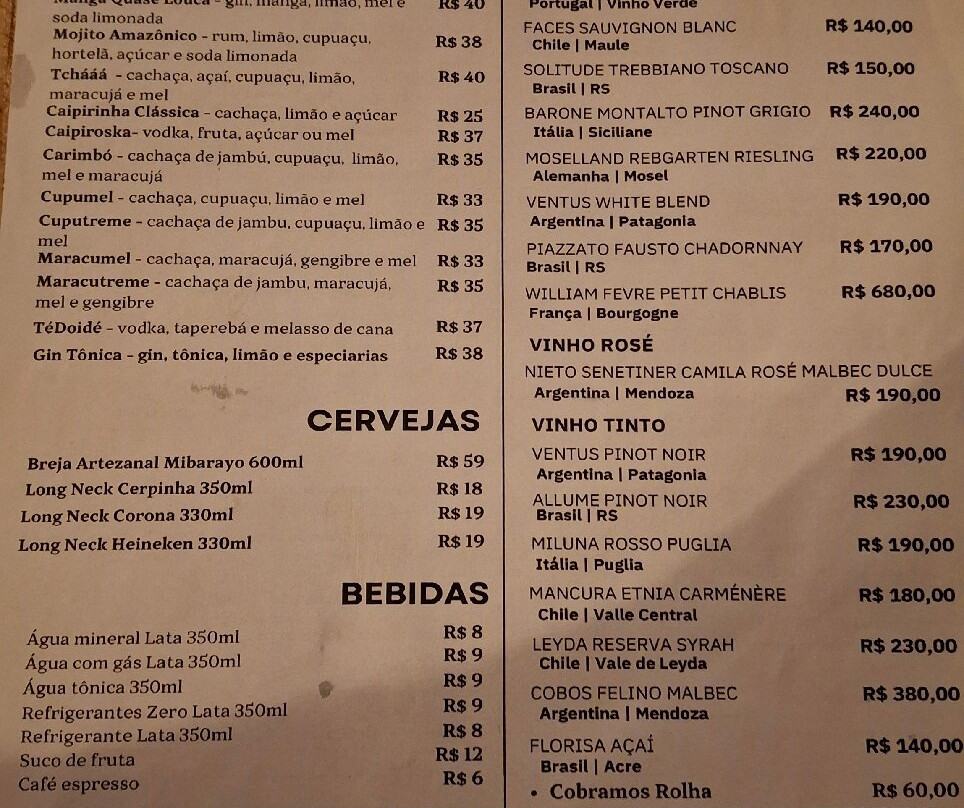 Manga Quase Louca - gin, manga, limão, mel e R$ 40
soda limonada
Mojito Amazônico - rum, limão, cupuaçu, R$ 38
hortelã, açucar e soda limonada
Tchááá - cachaça, açaí, cupuaçu, limão, R$ 40
maracujá e mel
Caipirinha Clássica - cachaça, limão e açúcar R$ 25
Caipiroska- vodka, fruta, açúcar ou mel R$ 37
Carimbó - cachaça de jambú, cupuaçu, limão, R$ 35
mel e maracujá
Cupumel - cachaça, cupuaçu, limão e mel R$ 33
Cuputreme - cachaça de jambu, cupuaçu, limão e R$ 35
mel
Maracumel - cachaça, maracujá, gengibre e mel R$ 33
Maracutreme - cachaça de jambu, maracujá, R$ 35
mel e gengibre
TéDoidé - vodka, taperebá e melasso de cana R$ 37
Gin Tônica - gin, tônica, limão e especiarias R$ 38
CERVEJAS
Breja Artezanal Mibarayo 600ml R$ 59
Long Neck Cerpinha 350ml R$ 18
Long Neck Corona 330ml R$ 19
Long Neck Heineken 330ml R$ 19
BEBIDAS
Água mineral Lata 350ml R$ 8
Água com gás Lata 350ml R$ 9
Água tônica 350ml R$ 9
Refrigerantes Zero Lata 350ml R$ 9
Refrigerante Lata 350ml R$ 8
Suco de fruta R$ 12
Café espresso R$ 6
Portugal | Vinho Verde
FACES SAUVIGNON BLANC R$ 140,00
Chile | Maule
SOLITUDE TREBBIANO TOSCANO R$ 150,00
Brasil | RS
BARONE MONTALTO PINOT GRIGIO R$ 240,00
Itália | Siciliane
MOSELLAND REBGARTEN RIESLING R$ 220,00
Alemanha | Mosel
VENTUS WHITE BLEND R$ 190,00
Argentina | Patagonia
PIAZZATO FAUSTO CHADORNNAY R$ 170,00
Brasil | RS
WILLIAM FEVRE PETIT CHABLIS R$ 680,00
França | Bourgogne
VINHO ROSÉ
NIETO SENETINER CAMILA ROSÉ MALBEC DULCE
Argentina | Mendoza R$ 190,00
VINHO TINTO
VENTUS PINOT NOIR R$ 190,00
Argentina | Patagonia
ALLUME PINOT NOIR R$ 230,00
Brasil | RS
MILUNA ROSSO PUGLIA R$ 190,00
Itália | Puglia
MANCURA ETNIA CARMÉNÈRE R$ 180,00
Chile | Valle Central
LEYDA RESERVA SYRAH R$ 230,00
Chile | Vale de Leyda
COBOS FELINO MALBEC R$ 380,00
Argentina | Mendoza
FLORISA AÇAÍ R$ 140,00
Brasil | Acre
• Cobramos Rolha R$ 60,00